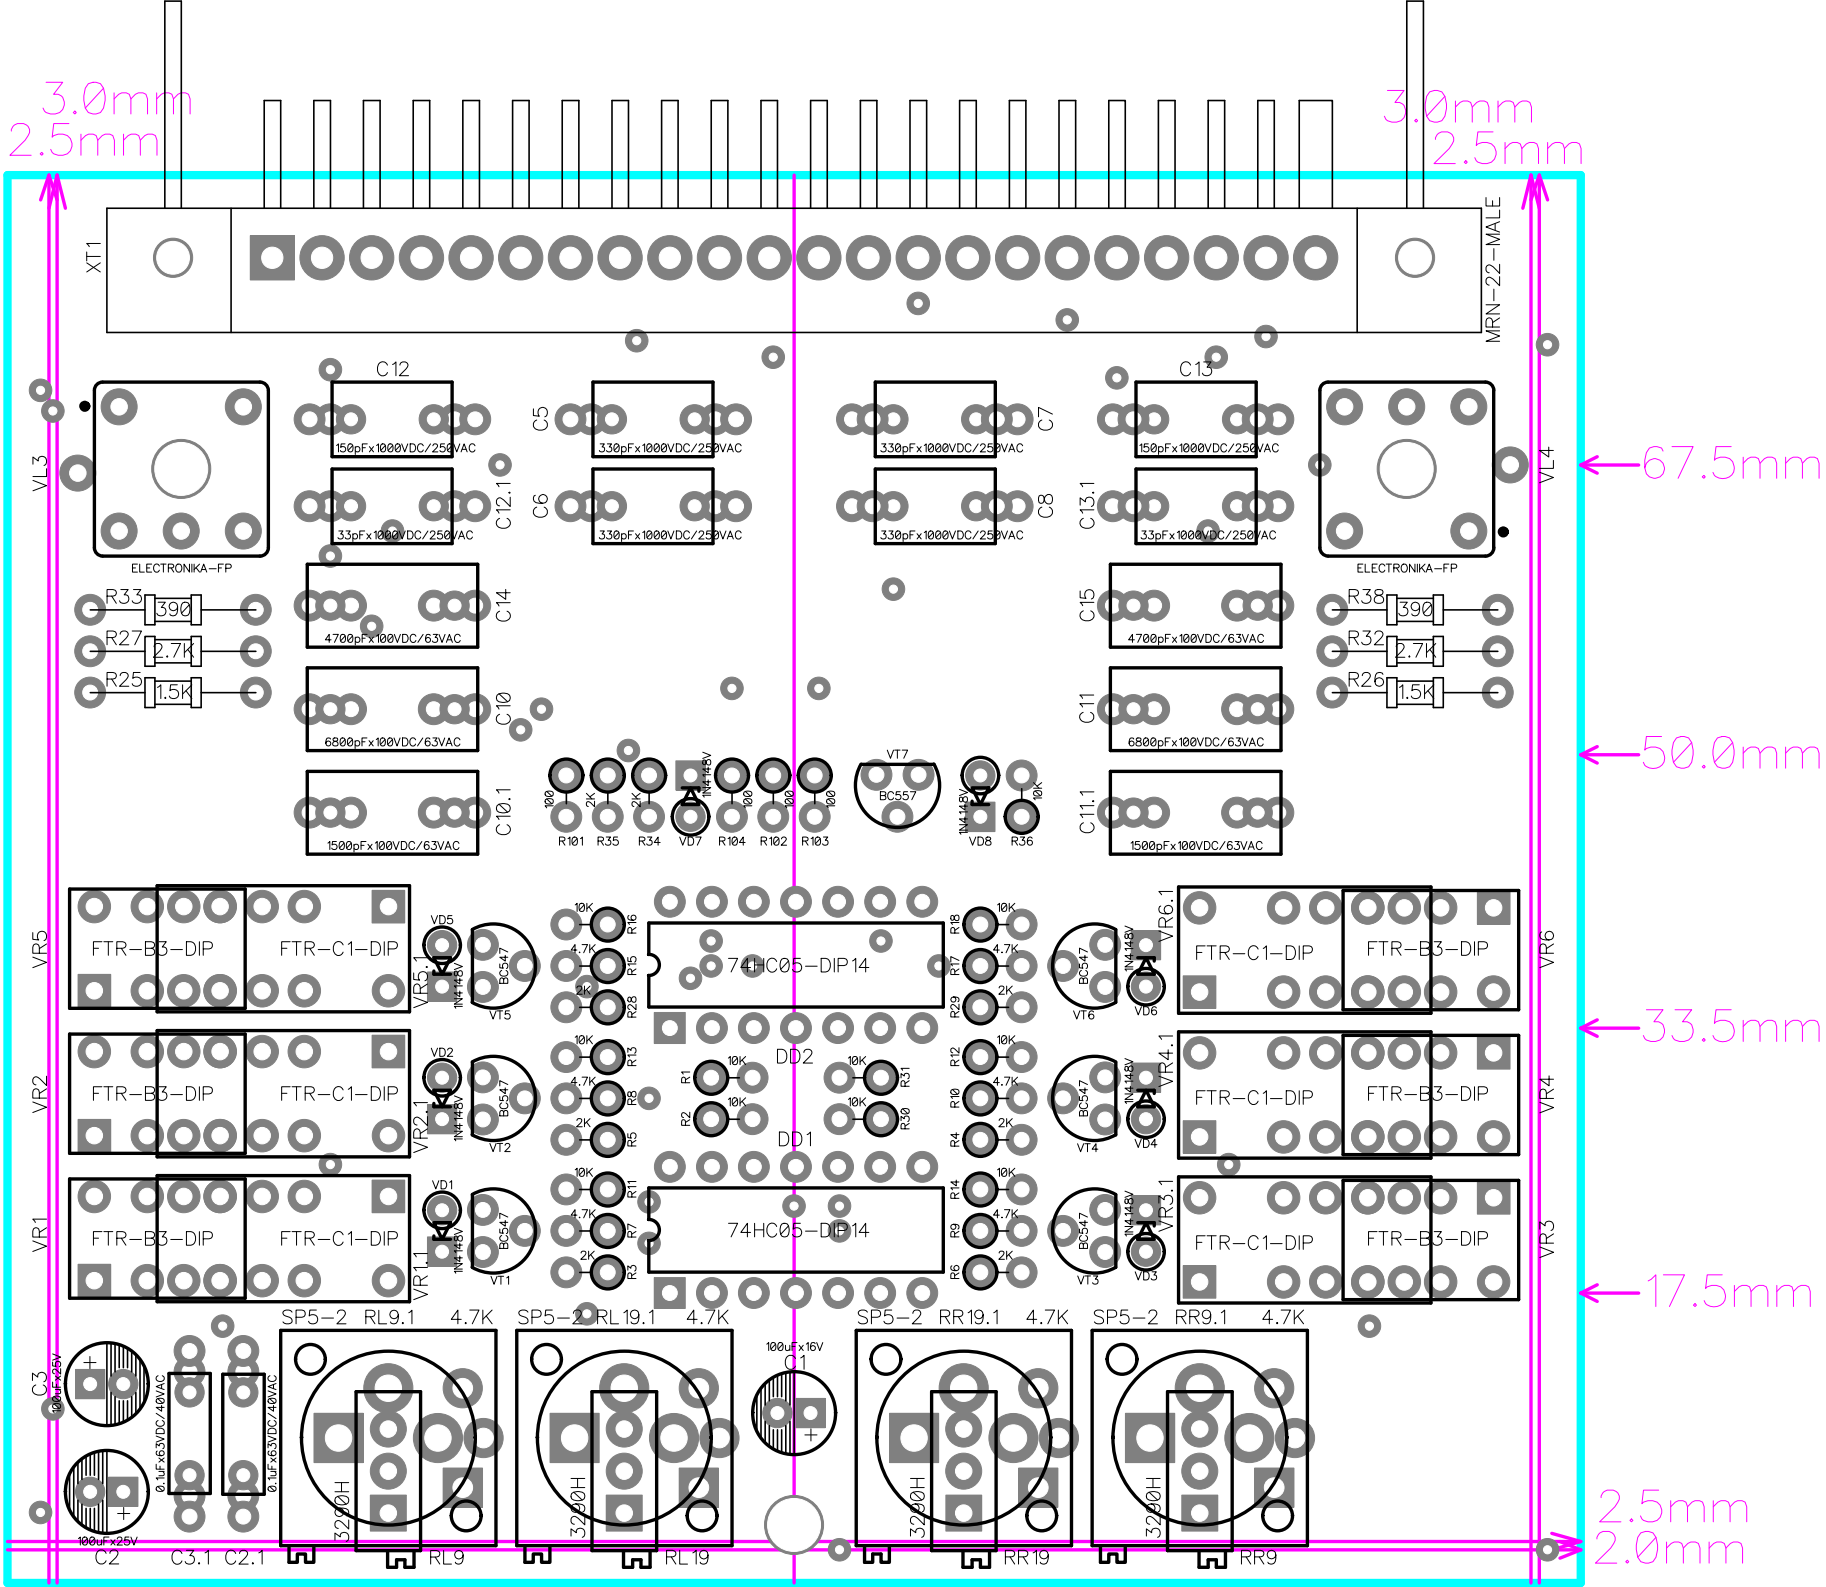 3.0mm
3.0mm
2.5mm
2.5mm
XT1
MRN-22-MALE
C12
C13
150pFx1000VDC/250VAC
C5
330pFx1000VDC/250VAC
330pFx1000VDC/250VAC
C7
150pFx1000VDC/250VAC
VL3
VL4
67.5mm
33pFx1000VDC/250VAC
C12.1
C6
330pFx1000VDC/250VAC
330pFx1000VDC/250VAC
C8
C13.1
33pFx1000VDC/250VAC
ELECTRONIKA-FP
ELECTRONIKA-FP
R33
390
C14
4700pFx100VDC/63VAC
C15
4700pFx100VDC/63VAC
R38
390
R27
2.7K
R32
2.7K
R25
1.5K
R26
1.5K
C10
6800pFx100VDC/63VAC
C11
6800pFx100VDC/63VAC
50.0mm
VT7
BC557
100
2K
2K
1N4148V
100
100
100
1N4148V
10K
C10.1
1500pFx100VDC/63VAC
C11.1
1500pFx100VDC/63VAC
R101
R35
R34
VD7
R104
R102
R103
VD8
R36
VR5
FTR-B3-DIP
FTR-C1-DIP
VR5.1
VD5
1N4148V
BC547
VT5
10K
R16
4.7K
R15
2K
R28
74HC05-DIP14
DD2
10K
R18
4.7K
R17
2K
R29
BC547
VT6
1N4148V
VD6
VR6.1
FTR-C1-DIP
FTR-B3-DIP
VR6
33.5mm
VR2
FTR-B3-DIP
FTR-C1-DIP
VR2.1
VD2
1N4148V
BC547
VT2
10K
R13
4.7K
R8
2K
R5
R1
10K
R2
10K
10K
R31
10K
R30
10K
R12
4.7K
R10
2K
R4
BC547
VT4
1N4148V
VD4
VR4.1
FTR-C1-DIP
FTR-B3-DIP
VR4
DD1
VR1
FTR-B3-DIP
FTR-C1-DIP
VR1.1
VD1
1N4148V
BC547
VT1
10K
R11
4.7K
R7
2K
R3
74HC05-DIP14
10K
R14
4.7K
R9
2K
R6
BC547
VT3
1N4148V
VD3
VR3.1
FTR-C1-DIP
FTR-B3-DIP
VR3
17.5mm
SP5-2 RL9.1 4.7K
SP5-2 RL19.1 4.7K
SP5-2 RR19.1 4.7K
SP5-2 RR9.1 4.7K
C3
100uFx25V
+
0.1uFx63VDC/40VAC
0.1uFx63VDC/40VAC
100uFx16V
C1
+
3290H
3290H
3290H
3290H
+
100uFx25V
C2
C3.1
C2.1
RL9
RL19
RR19
RR9
2.5mm
2.0mm